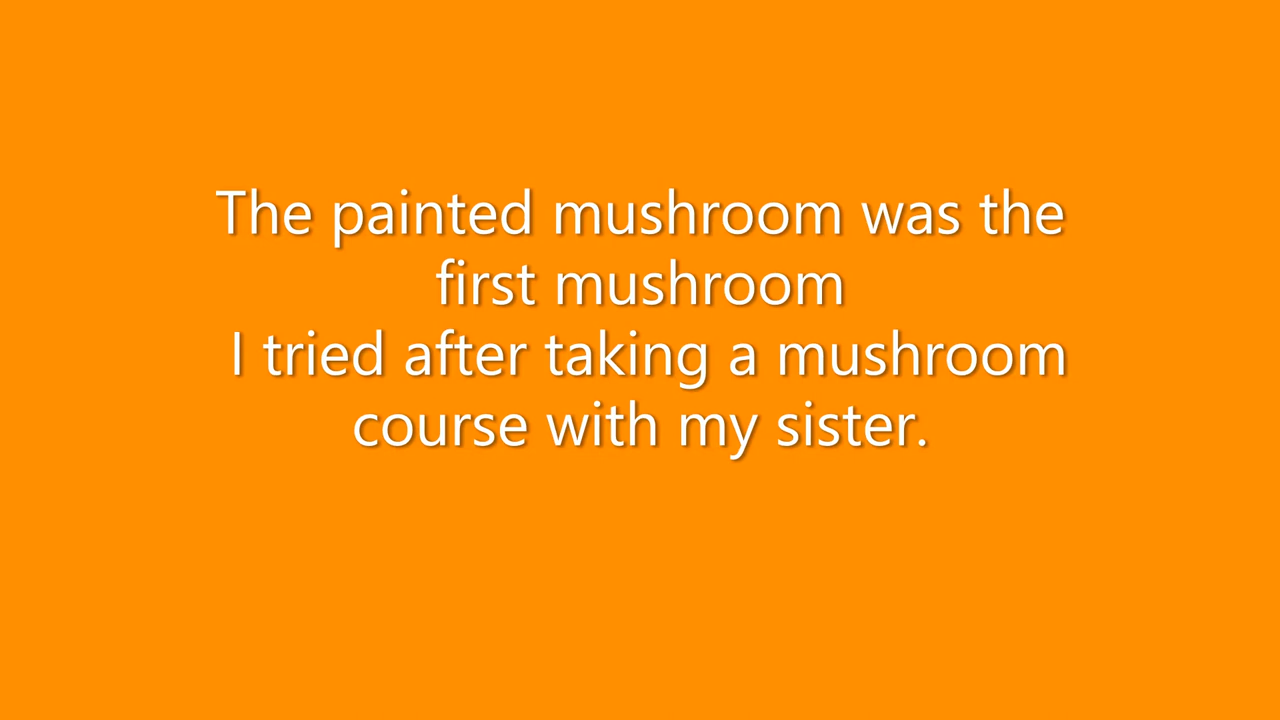 The painted mushroom was the
first mushroom
I tried after taking a mushroom
course with my sister.